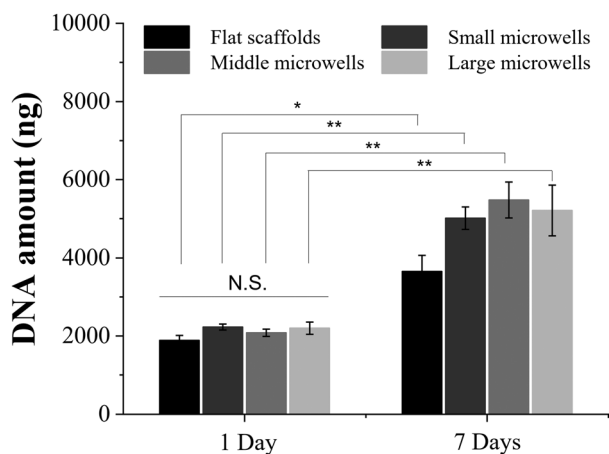 10000
8000
6000
4000
2000
0
DNA amount (ng)
Flat scaffolds
Small microwells
Middle microwells
Large microwells
*
**
**
**
N.S.
1 Day
7 Days